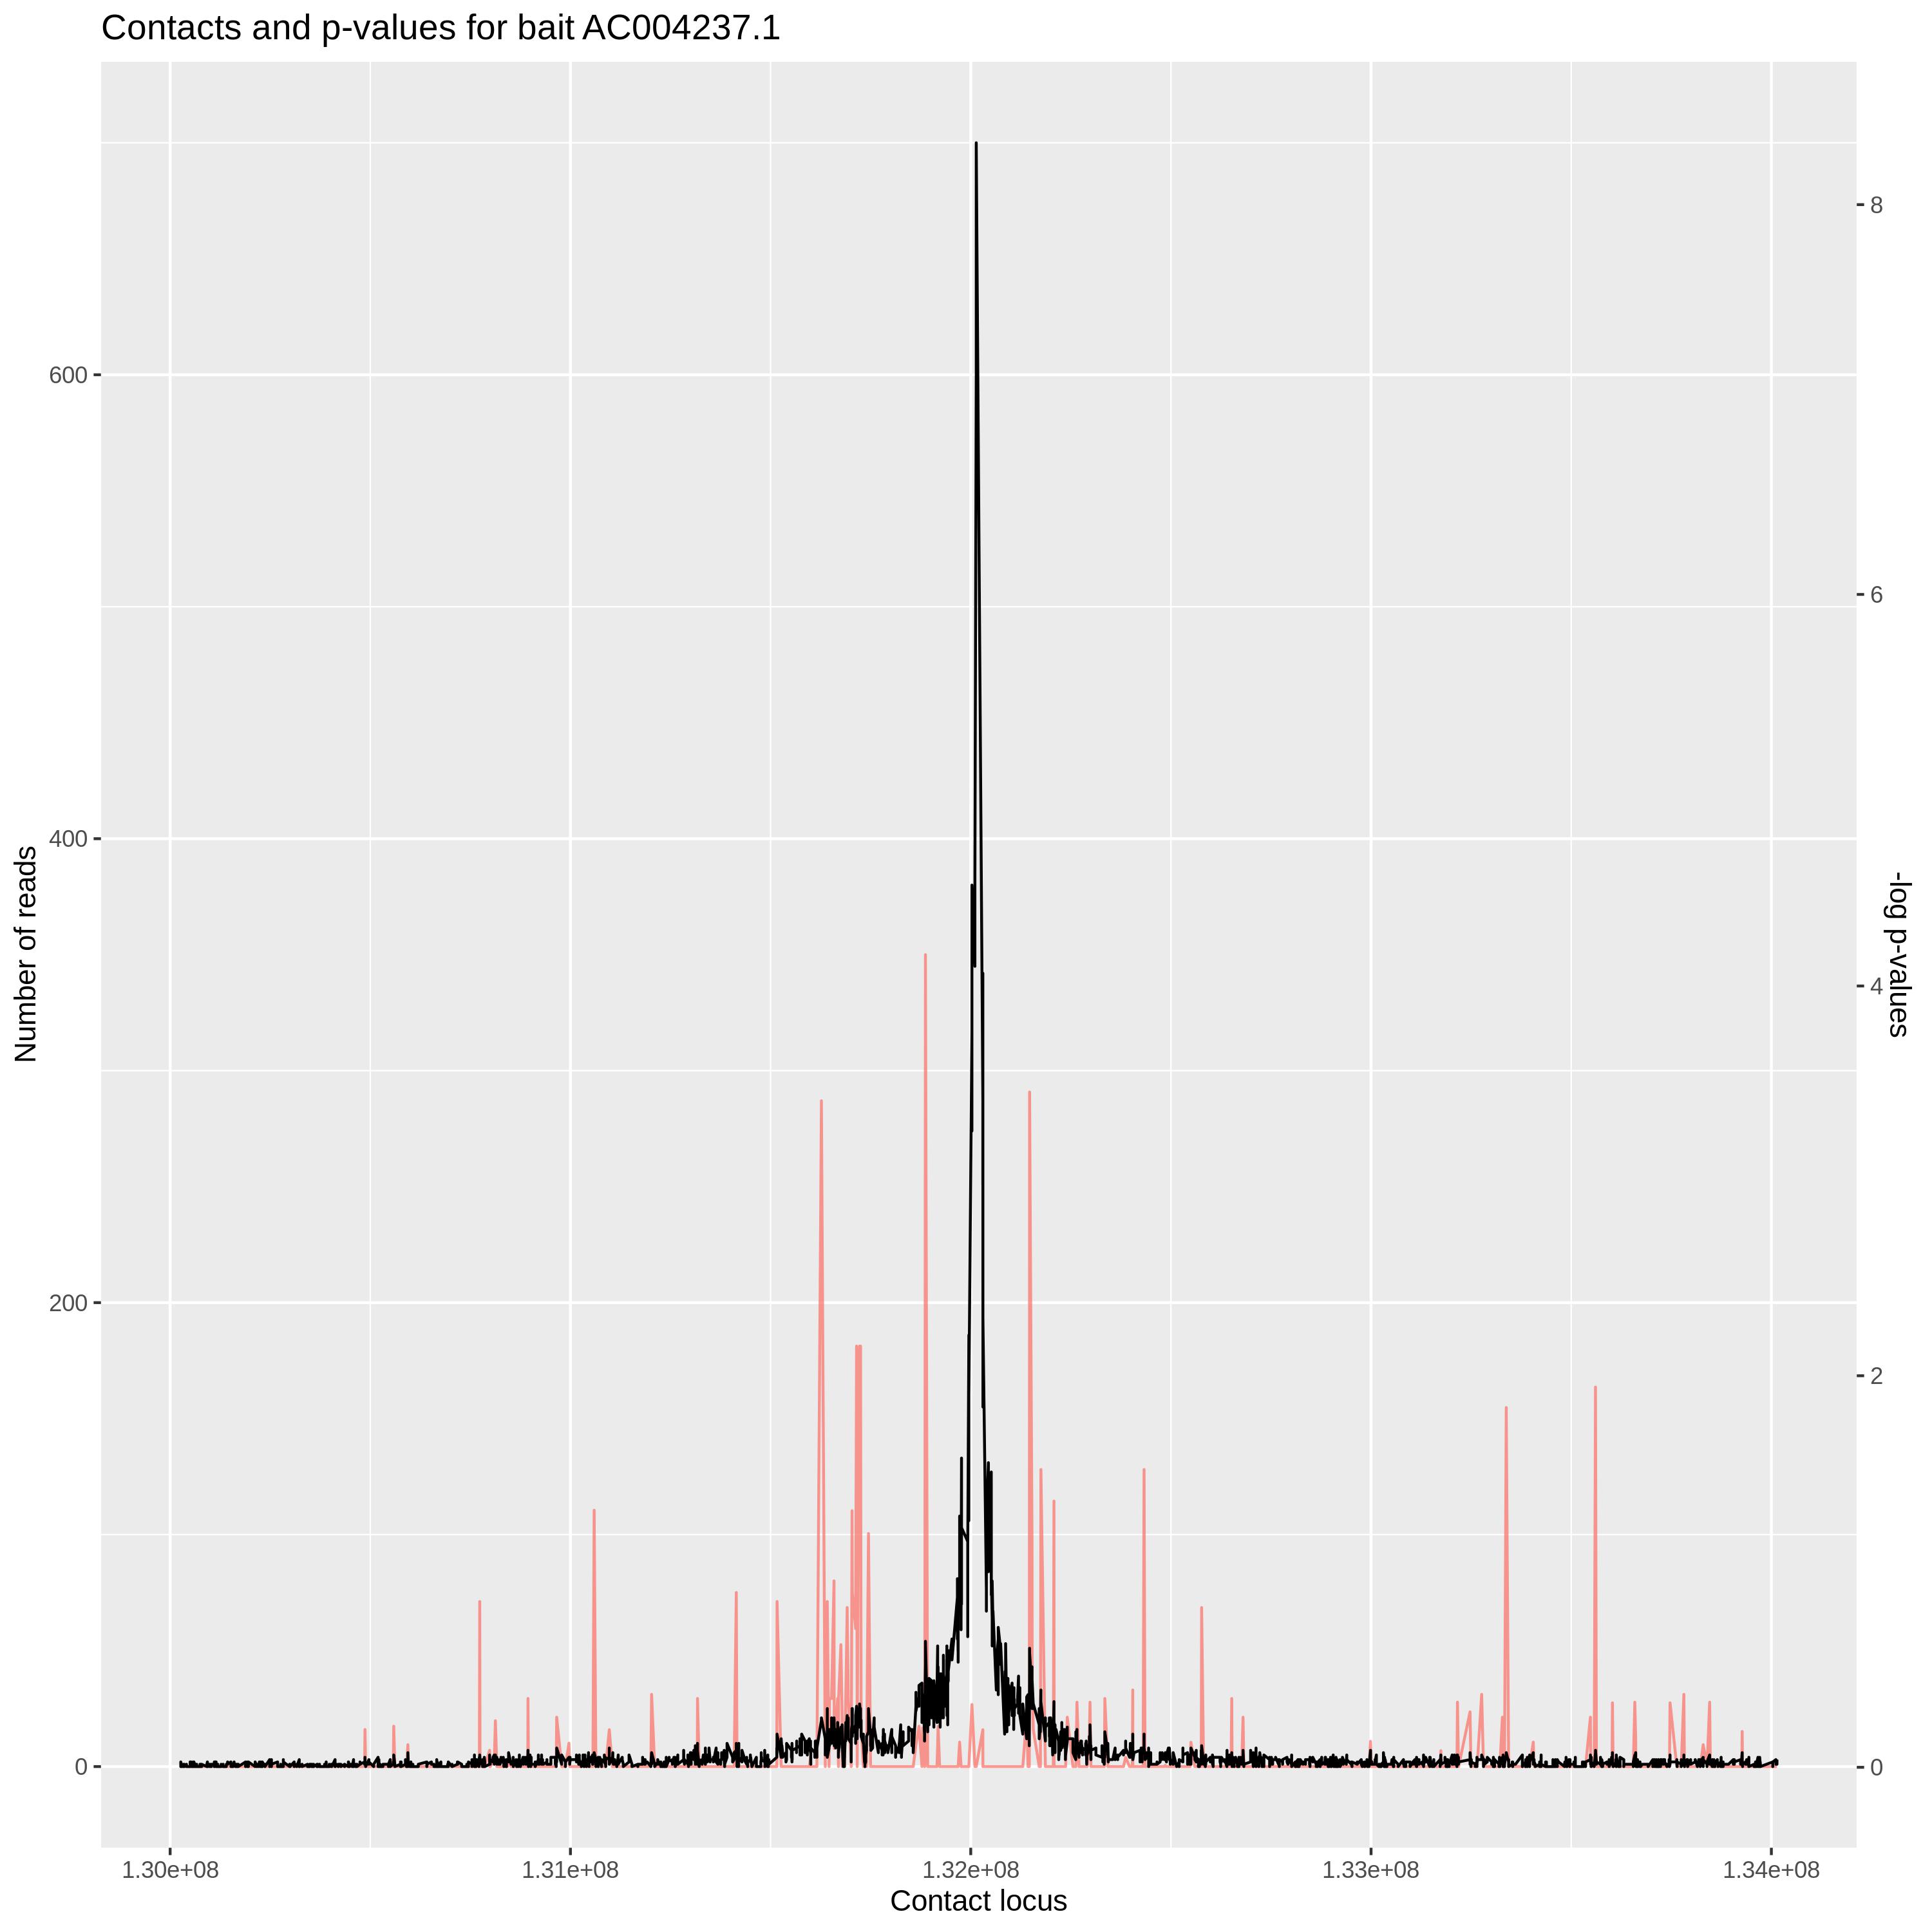 Contacts and p-values for bait AC004237.1
Number of reads
600
400
200
0
8
6
4
2
0
-log p-values
1.30e+08 1.31e+08 1.32e+08 1.33e+08 1.34e+08
Contact locus